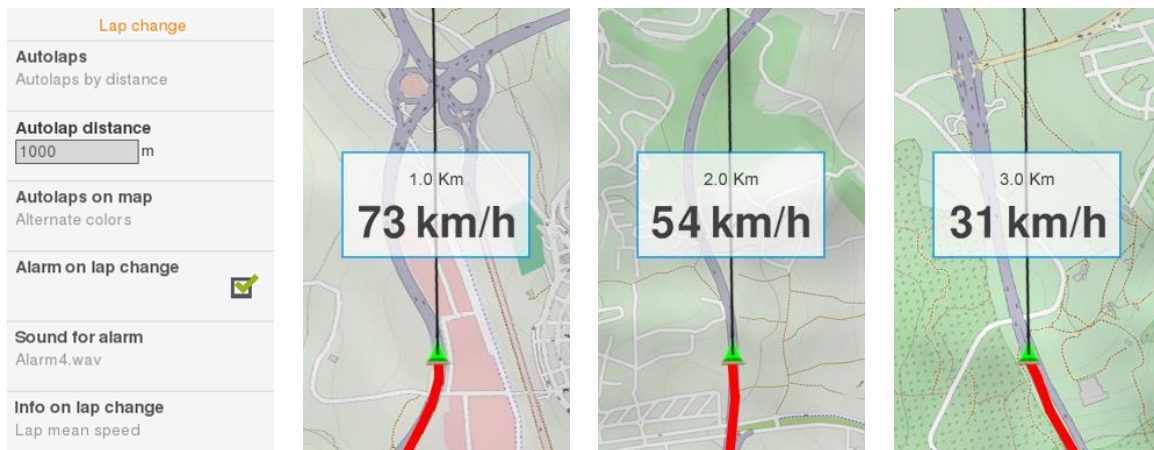 Lap change
Autolaps
Autolaps by distance
Autolap distance
1000 m
Autolaps on map
Alternate colors
Alarm on lap change
Sound for alarm
Alarm4.wav
Info on lap change
Lap mean speed
1.0 Km
73 km/h
2.0 Km
54 km/h
3.0 Km
31 km/h